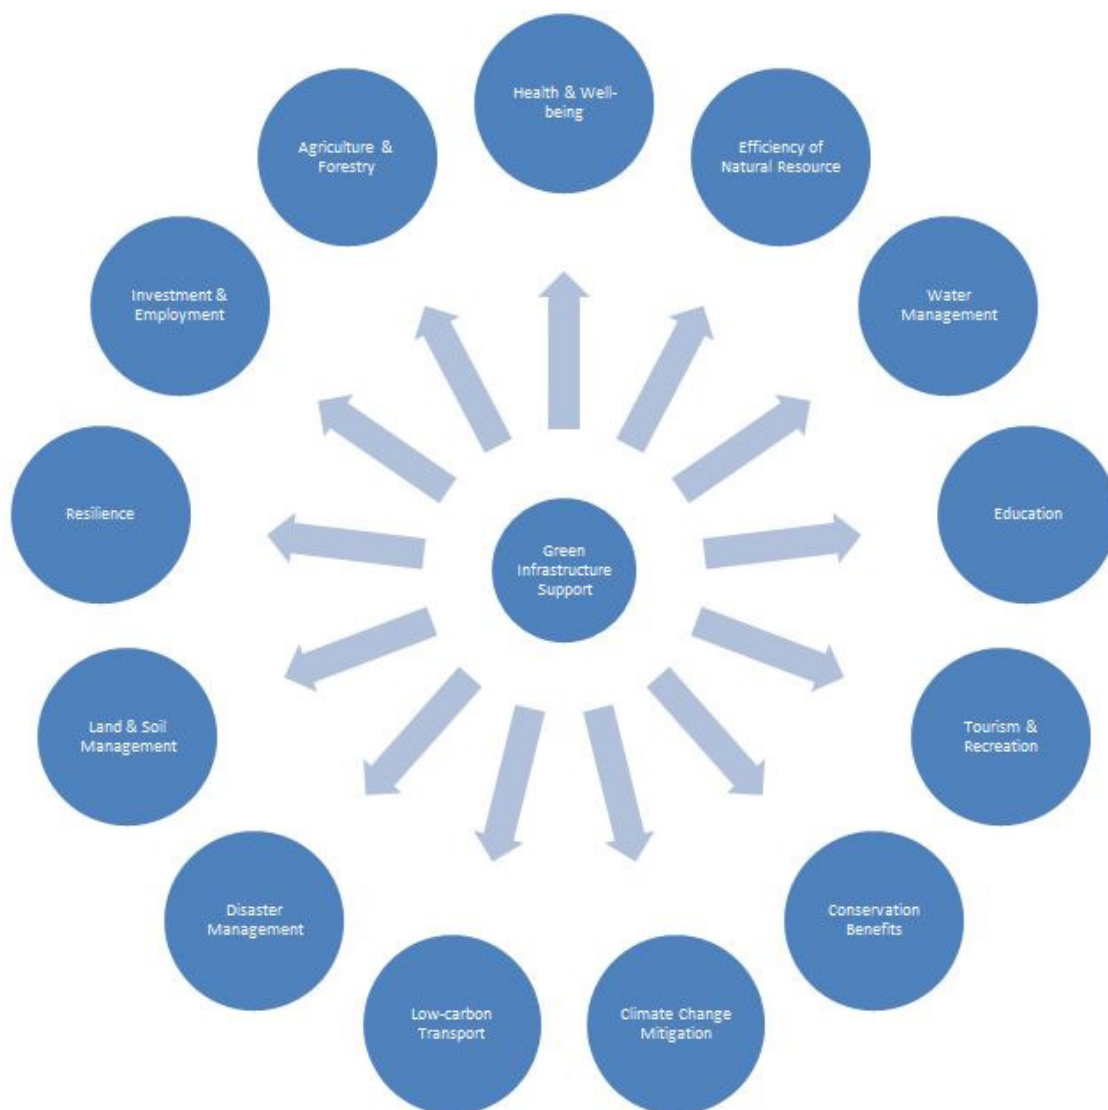 Health & Well-
being
Efficiency of
Natural Resource
Water
Management
Education
Tourism &
Recreation
Conservation
Benefits
Climate Change
Mitigation
Low-carbon
Transport
Disaster
Management
Land & Soil
Management
Resilience
Investment &
Employment
Agriculture &
Forestry
Green
Infrastructure
Support